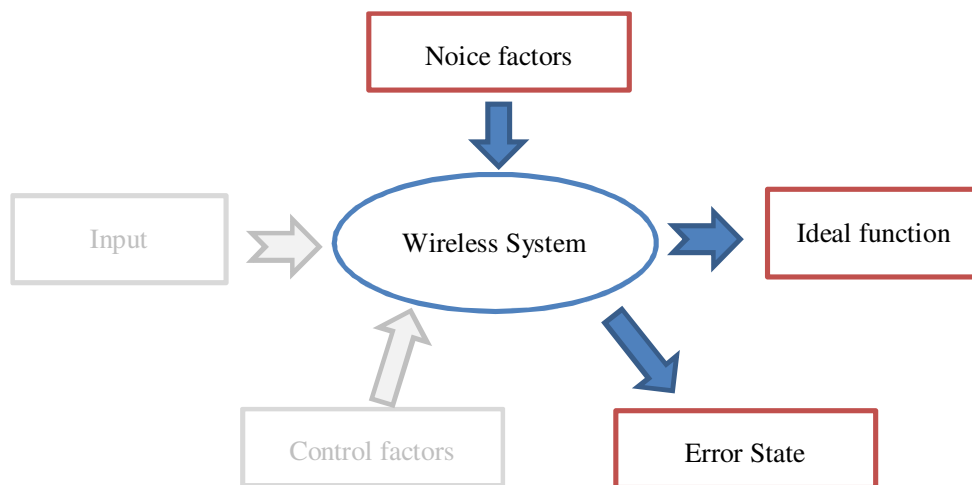 Noice factors
Input
Wireless System
Ideal function
Control factors
Error State